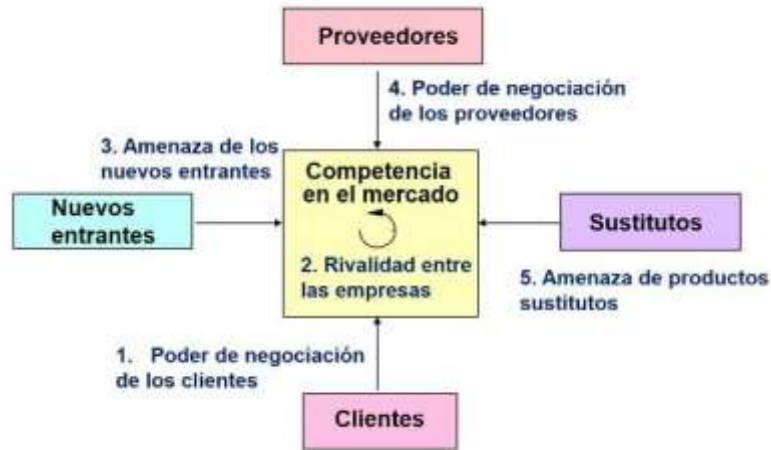 Proveedores
4. Poder de negociación
de los proveedores
3. Amenaza de los
nuevos entrantes
Competencia
en el mercado
Nuevos
entrantes
Sustitutos
2. Rivalidad entre
las empresas
5. Amenaza de productos
sustitutos
1. Poder de negociación
de los clientes
Clientes